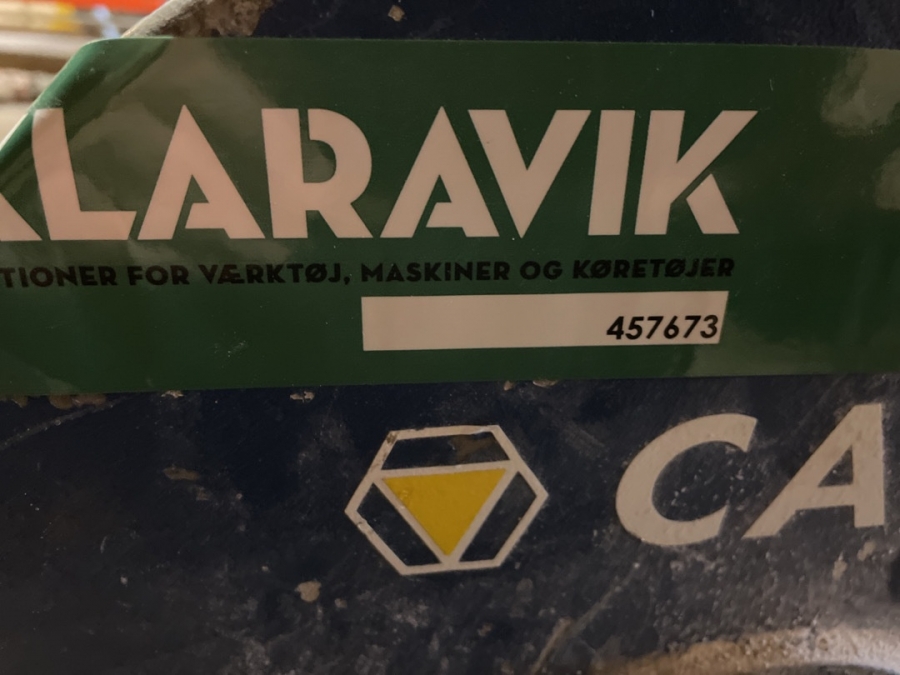 KLARAVIK
TIONER FOR VÆRKTØJ, MASKINER OG KØRETØJER
457673
CA